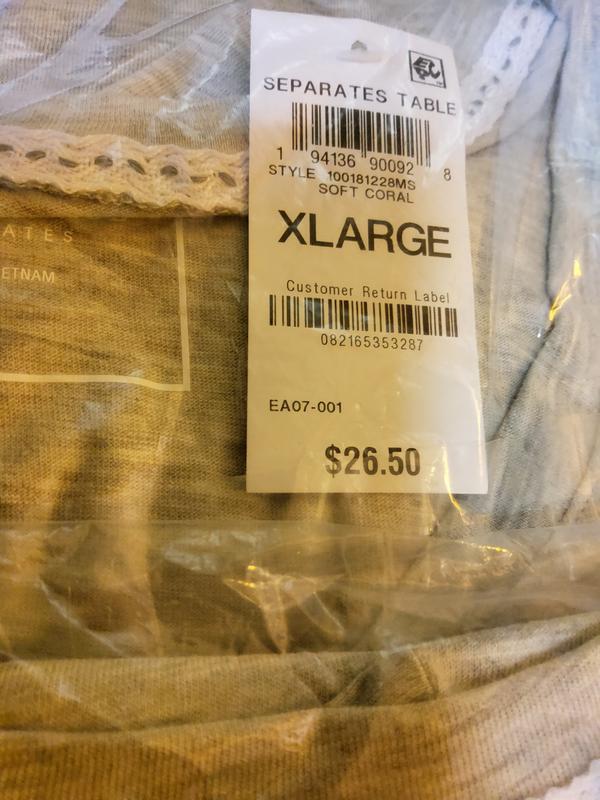 SEPARATES TABLE
1 94136 90092 8
STYLE 100181228MS
SOFT CORAL
XLARGE
Customer Return Label
082165353287
EA07-001
$26.50
ATES
ETNAM